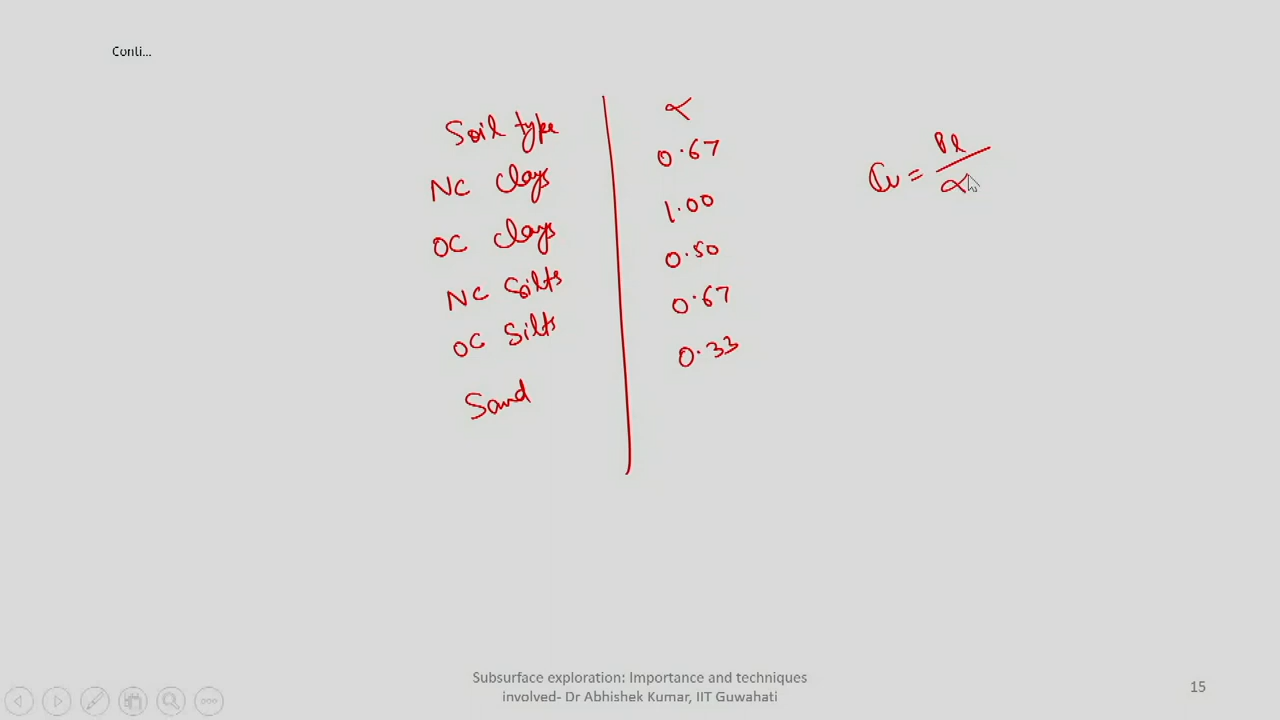 Conti...
Soil type α
NC clays 0.67
OC clays 1.00
NC Silts 0.50
OC Silts 0.67
Sand 0.33
Cu = Pl / α
Subsurface exploration: Importance and techniques
involved- Dr Abhishek Kumar, IIT Guwahati
15